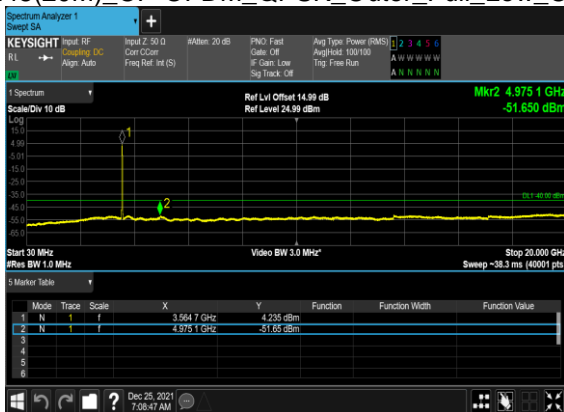 Spectrum Analyzer 1
Swept SA
KEYSIGHT Input: RF Input Z: 50 Ω #Atten: 20 dB PNO: Fast Avg Type: Power (RMS) 1 2 3 4 5 6
RL Coupling: DC Corr CCorr Gate: Off Avg|Hold: 100/100 A W W W W W
Align: Auto Freq Ref: Int (S) IF Gain: Low Trig: Free Run
Sig Track: Off A N N N N N
1 Spectrum Ref Lvl Offset 14.99 dB Mkr2 4.975 1 GHz
Scale/Div 10 dB Ref Level 24.99 dBm -51.650 dBm
Log
15.0
4.99
-5.01
-15.0
-25.0
-35.0
DL1 -40.00 dBm
-45.0
-55.0
-65.0
1
2
Start 30 MHz Video BW 3.0 MHz* Stop 20.000 GHz
#Res BW 1.0 MHz Sweep ~38.3 ms (40001 pts)
5 Marker Table
Mode Trace Scale X Y Function Function Width Function Value
1 N 1 f 3.564 7 GHz 4.235 dBm
2 N 1 f 4.975 1 GHz -51.65 dBm
3
4
5
6
? Dec 25, 2021
7:08:47 AM